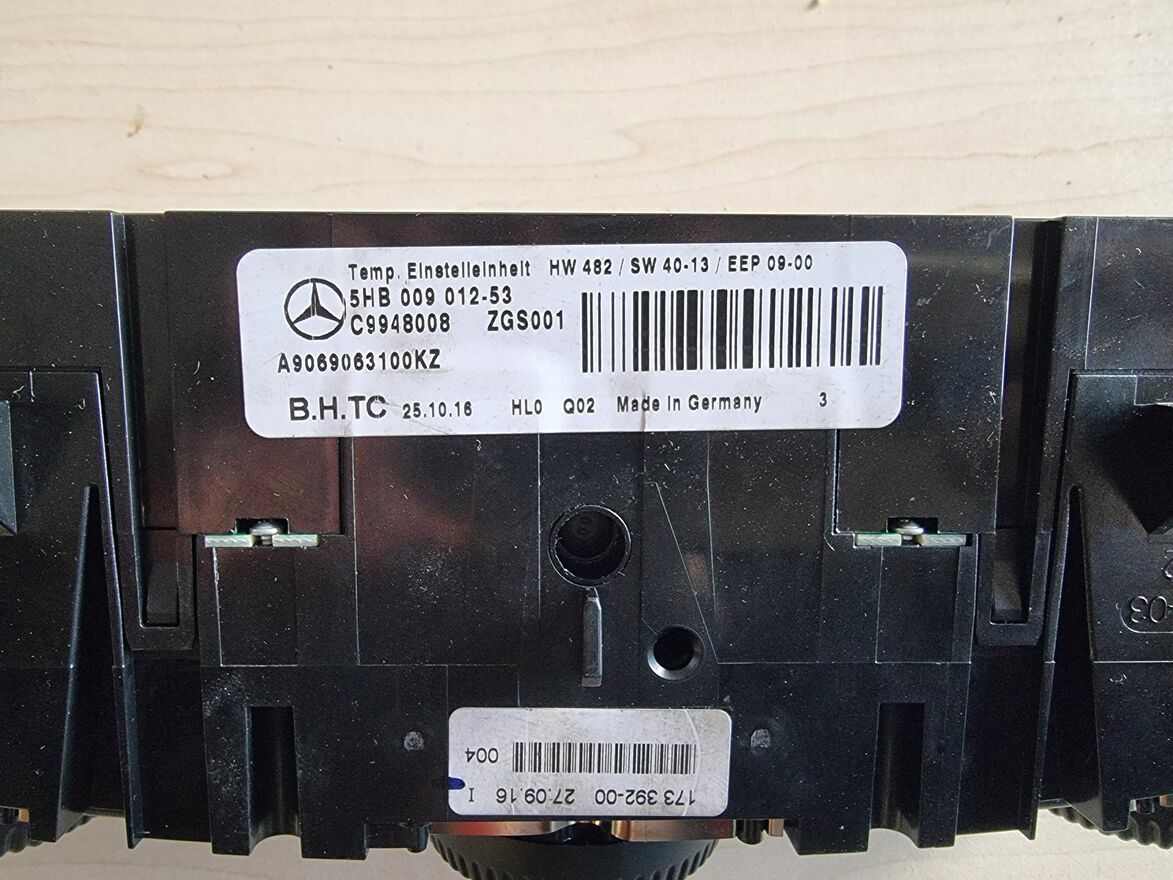 Temp. Einstelleinheit HW 482 / SW 40-13 / EEP 09-00
5HB 009 012-53
C9948008 ZGS001
A9069063100KZ
B.H.TC 25.10.16 HL0 Q02 Made in Germany 3
173 392-00 27.09.16 I
004